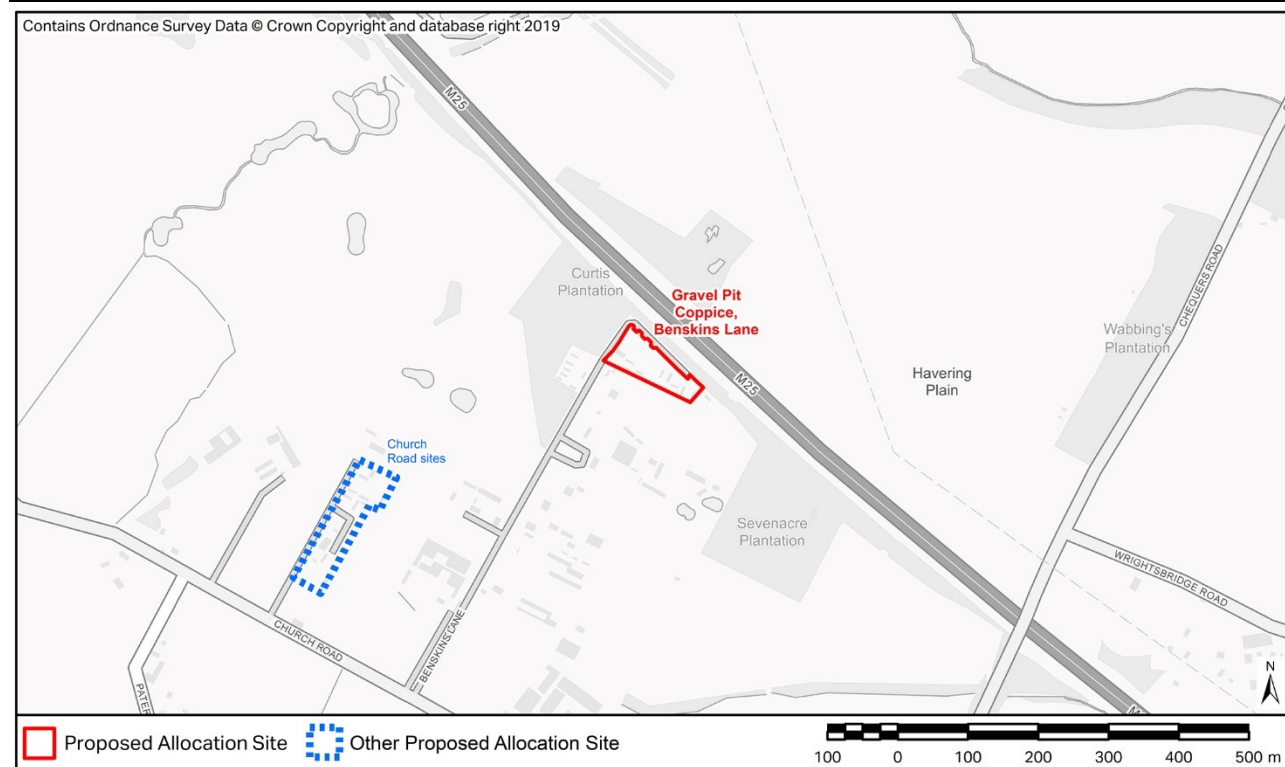 Contains Ordnance Survey Data © Crown Copyright and database right 2019
M25
Curtis
Plantation
Gravel Pit
Coppice,
Benskins Lane
M25
CHEQUERS ROAD
Wabbing's
Plantation
Havering
Plain
Church
Road sites
Sevenacre
Plantation
WRIGHTSBRIDGE ROAD
BENSKINS LANE
CHURCH ROAD
PATER
M
N
Proposed Allocation Site
Other Proposed Allocation Site
100 0 100 200 300 400 500 m